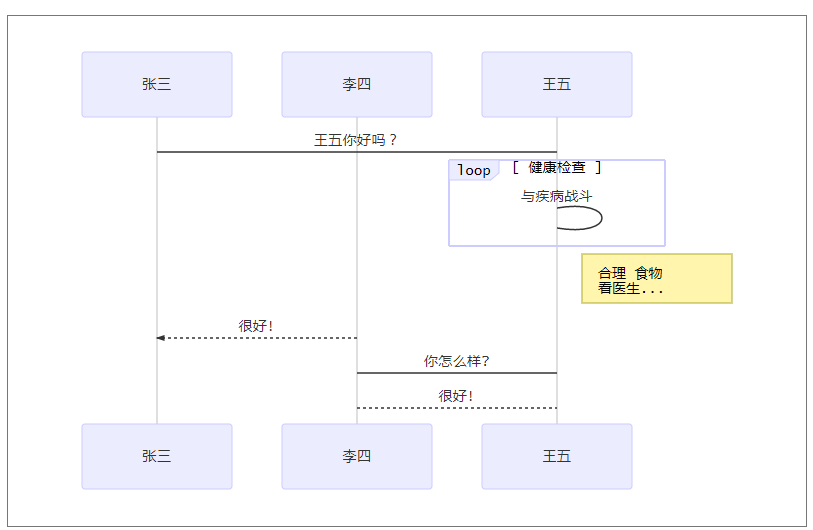 张三
李四
王五
王五你好吗？
loop
[ 健康检查 ]
与疾病战斗
合理 食物
看医生...
很好!
你怎么样?
很好!
张三
李四
王五